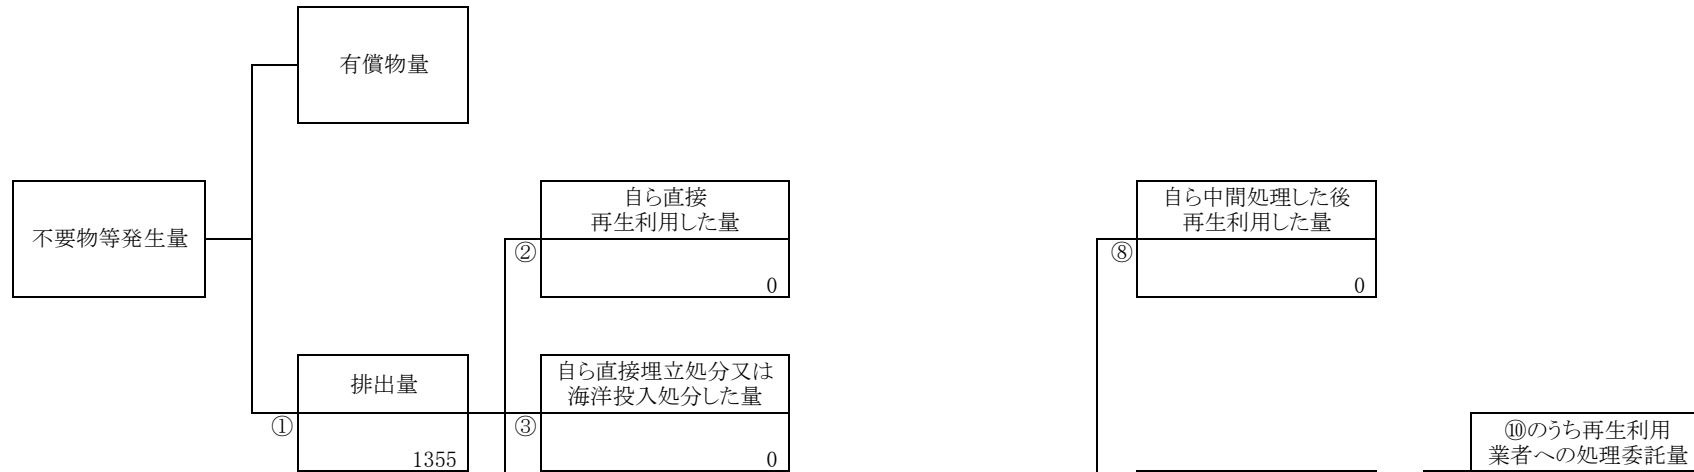 有償物量
不要物等発生量
自ら直接
再生利用した量
②
0
自ら中間処理した後
再生利用した量
⑧
0
排出量
①
1355
自ら直接埋立処分又は
海洋投入処分した量
③
0
⑩のうち再生利用
業者への処理委託量